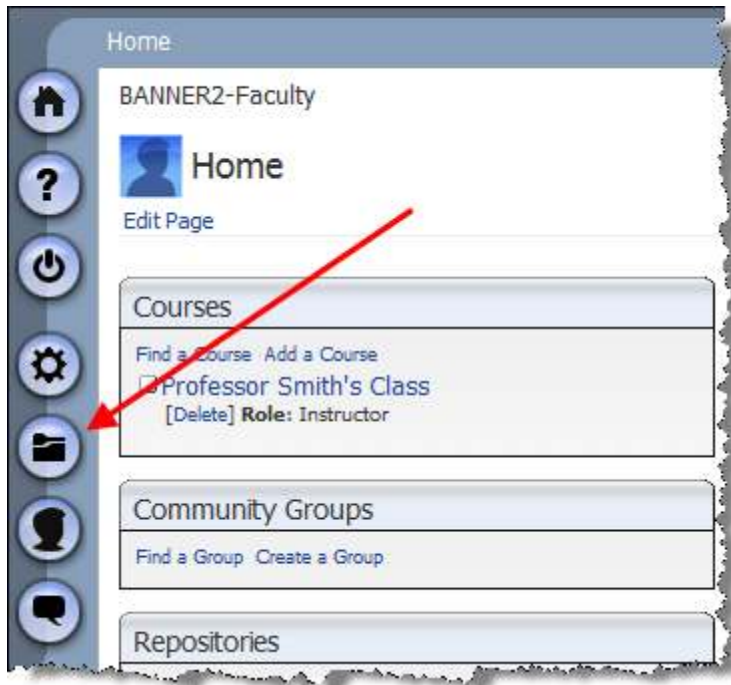 Home
BANNER2-Faculty
Home
Edit Page
Courses
Find a Course Add a Course
Professor Smith's Class
[Delete] Role: Instructor
Community Groups
Find a Group Create a Group
Repositories
?